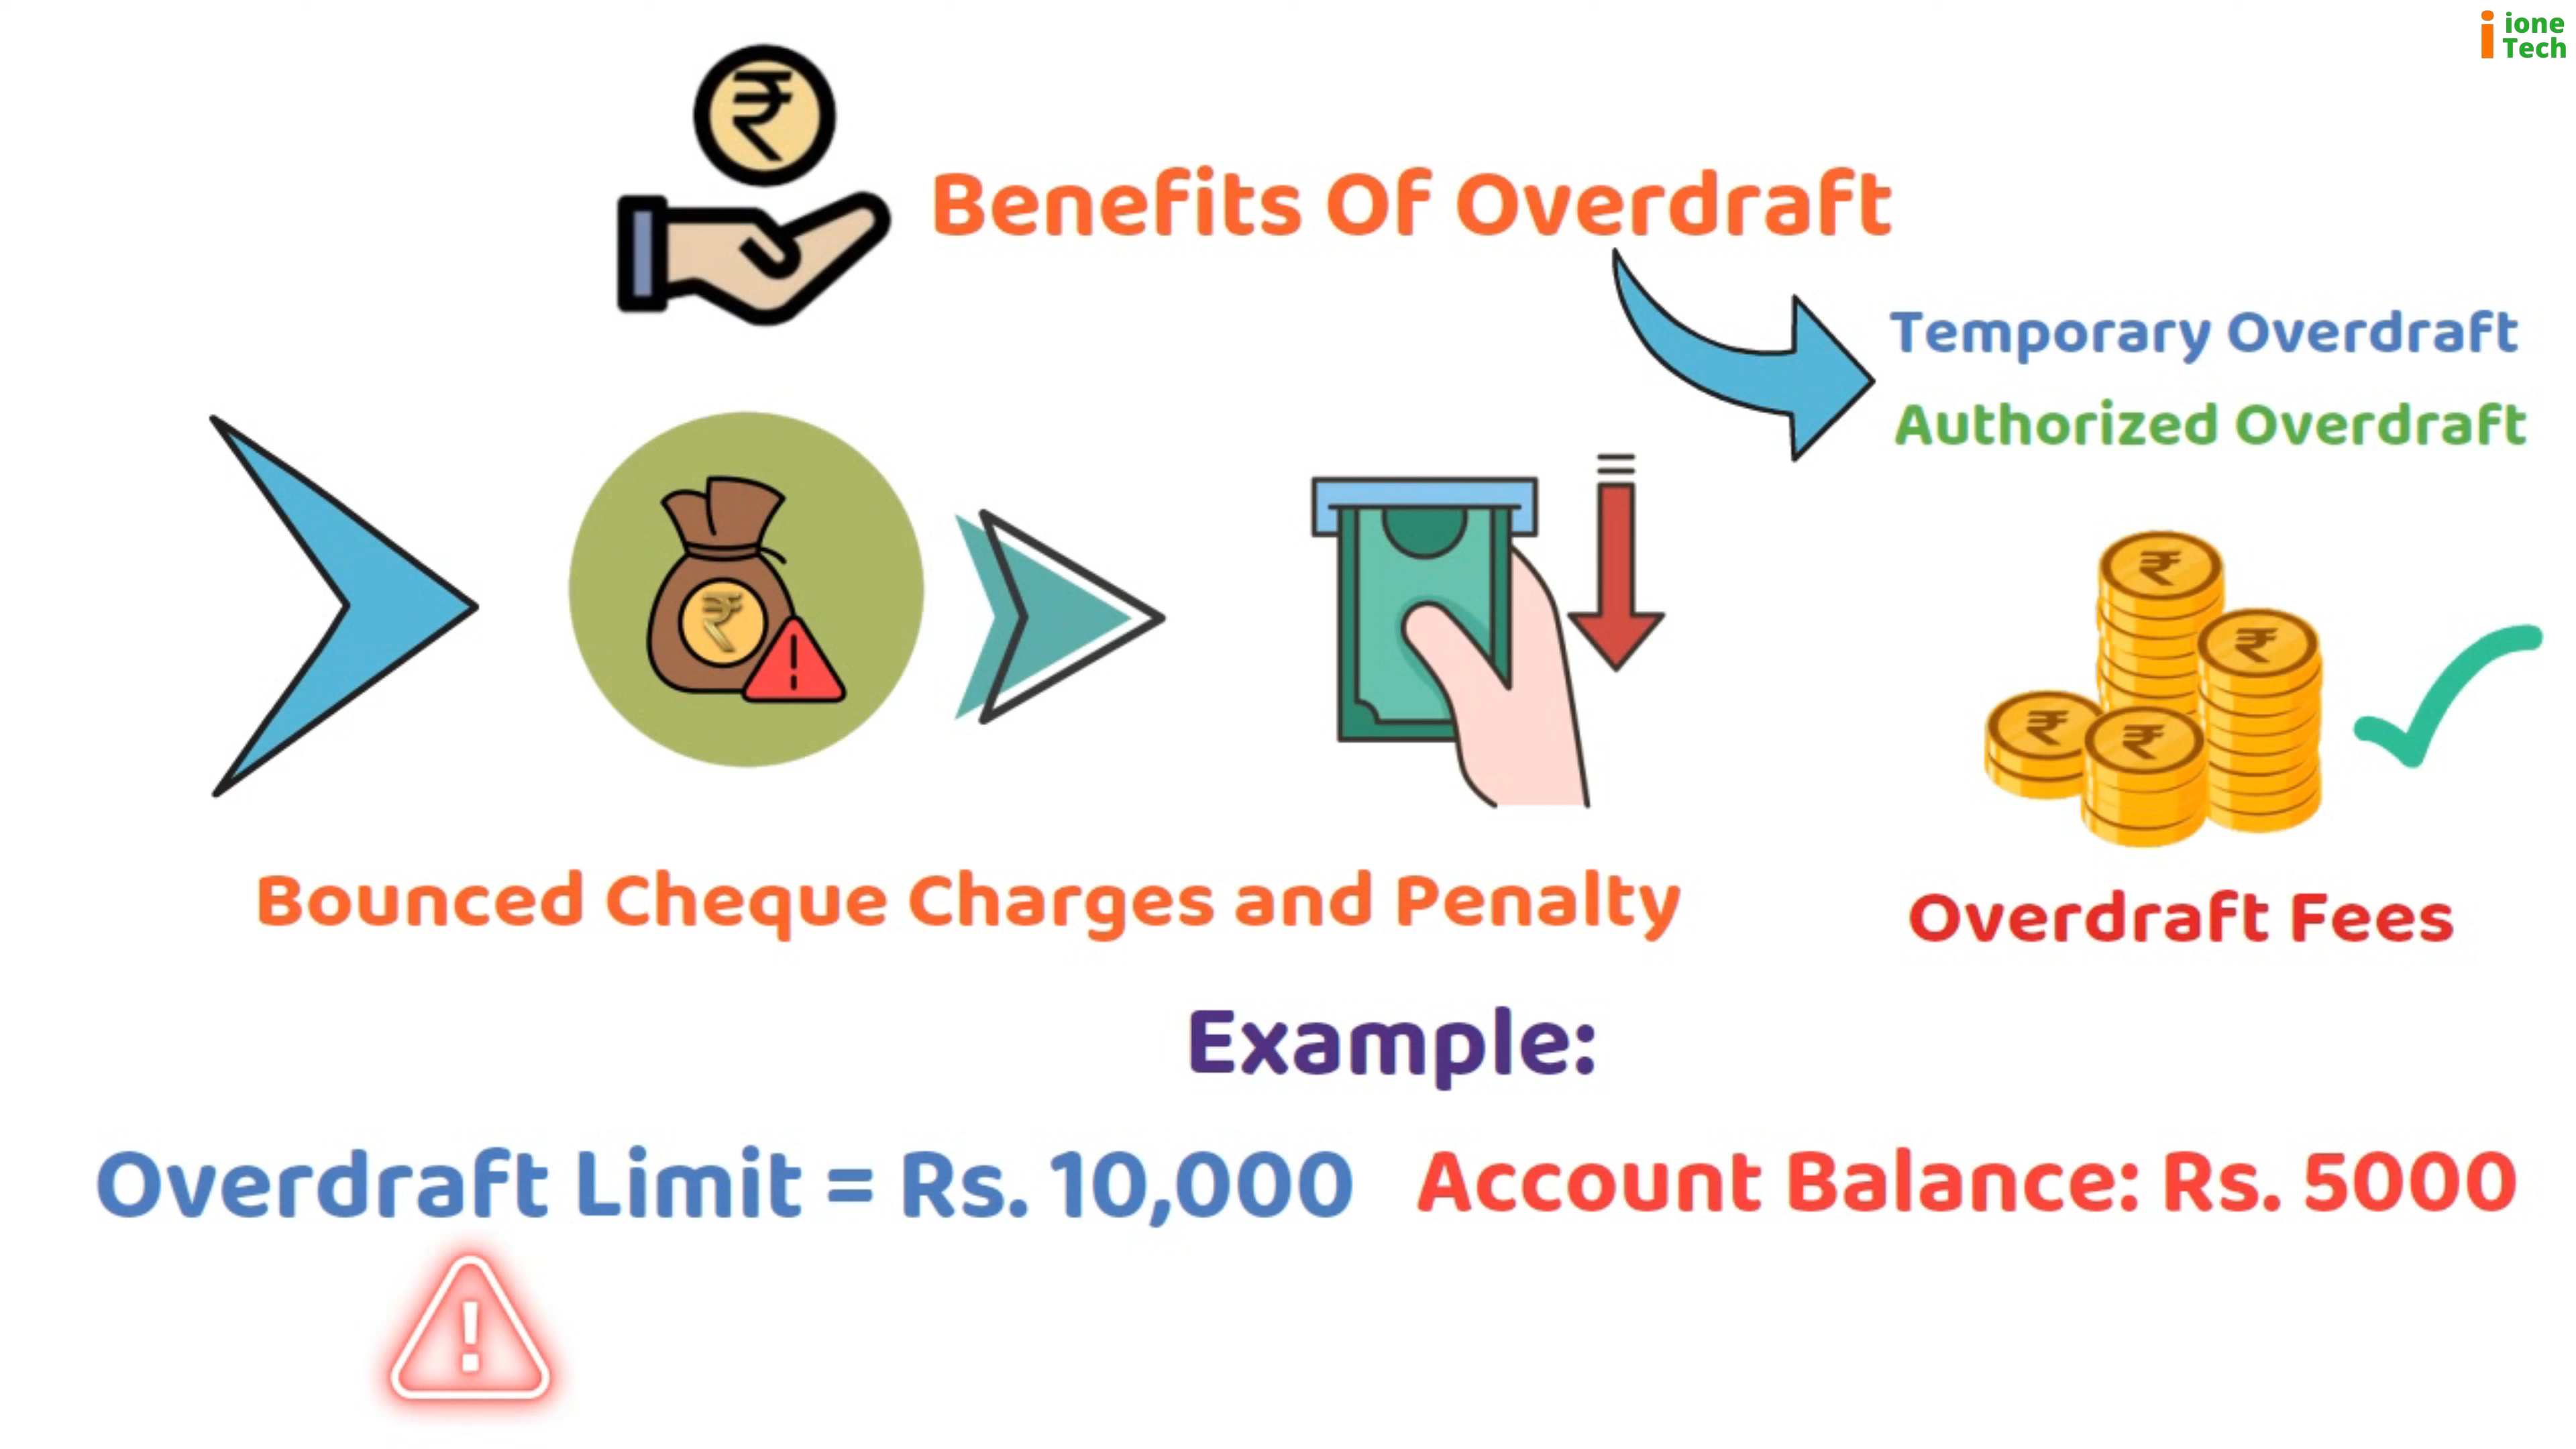 ione
Tech
Benefits Of Overdraft
Temporary Overdraft
Authorized Overdraft
Bounced Cheque Charges and Penalty
Overdraft Fees
Example:
Overdraft Limit = Rs. 10,000
Account Balance: Rs. 5000